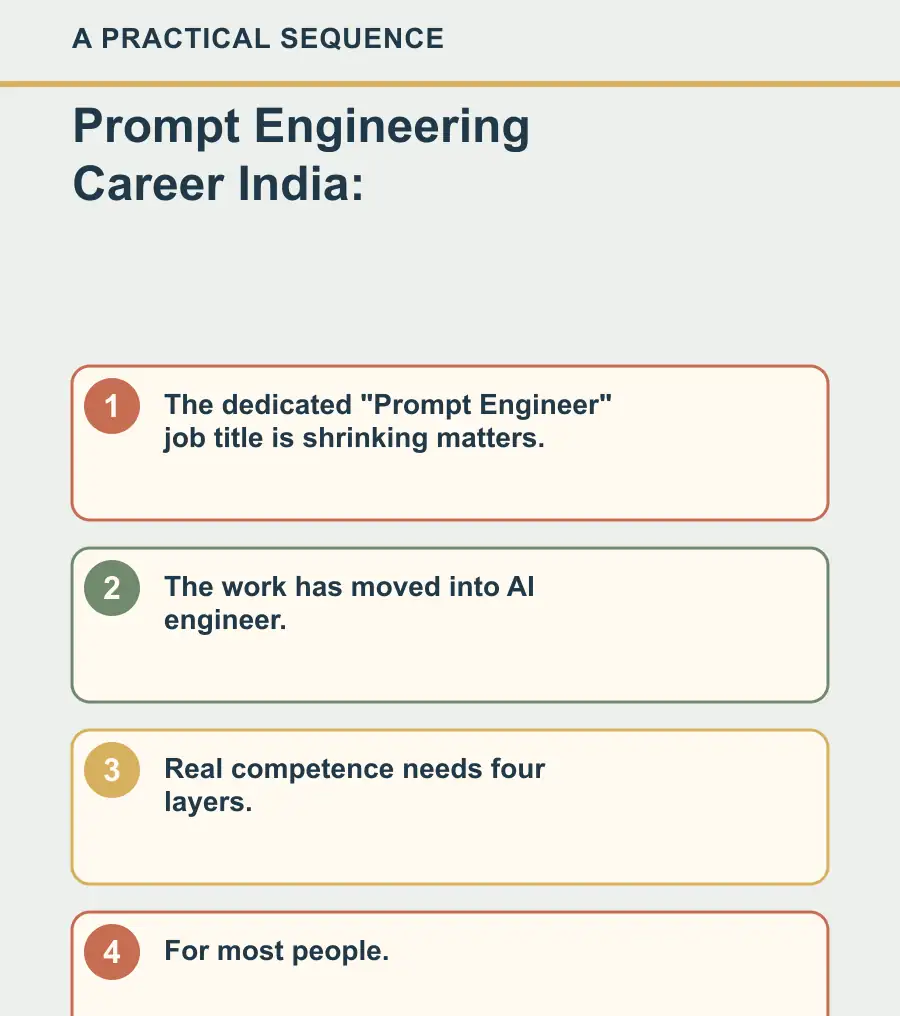 A PRACTICAL SEQUENCE
Prompt Engineering
Career India:
1
The dedicated "Prompt Engineer"
job title is shrinking matters.
2
The work has moved into AI
engineer.
3
Real competence needs four
layers.
4
For most people.